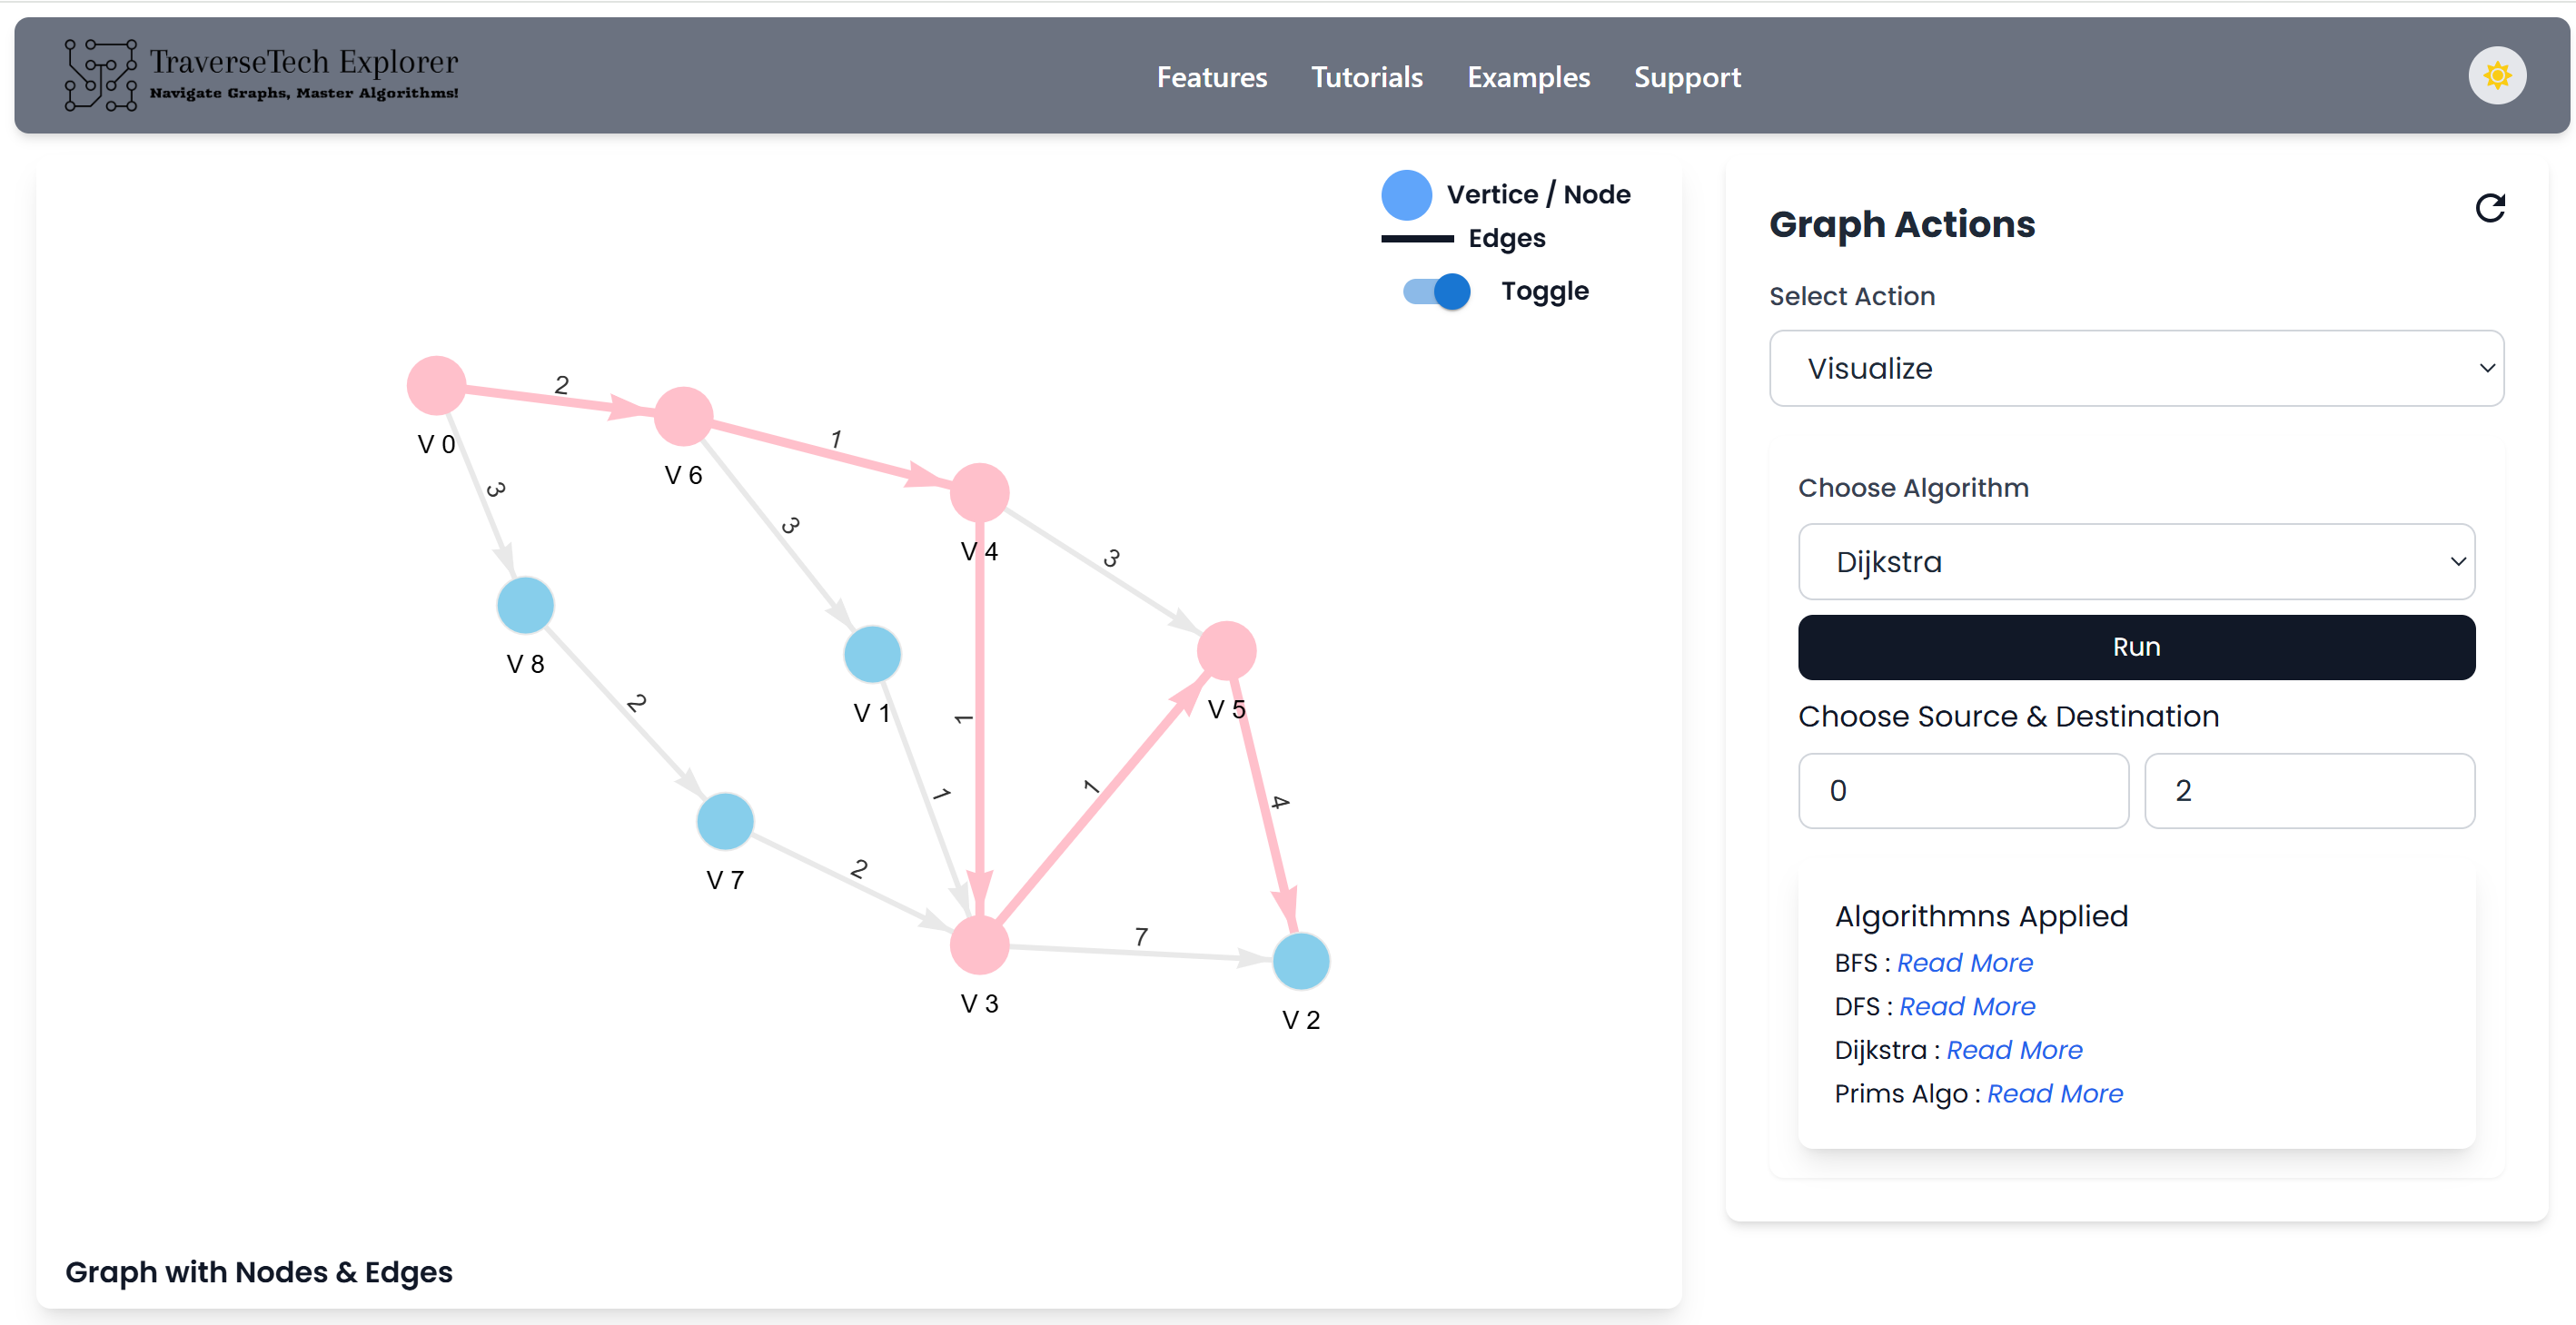 TraverseTech Explorer
Navigate Graphs, Master Algorithms!
Features Tutorials Examples Support
Vertice / Node
Edges
Toggle
V 0
2
V 6
1
V 4
3
3
3
V 8
V 1
V 5
2
1
1
1
4
V 7
2
7
V 3
V 2
Graph with Nodes & Edges
Graph Actions
Select Action
Visualize
Choose Algorithm
Dijkstra
Run
Choose Source & Destination
0 2
Algorithmns Applied
BFS : Read More
DFS : Read More
Dijkstra : Read More
Prims Algo : Read More